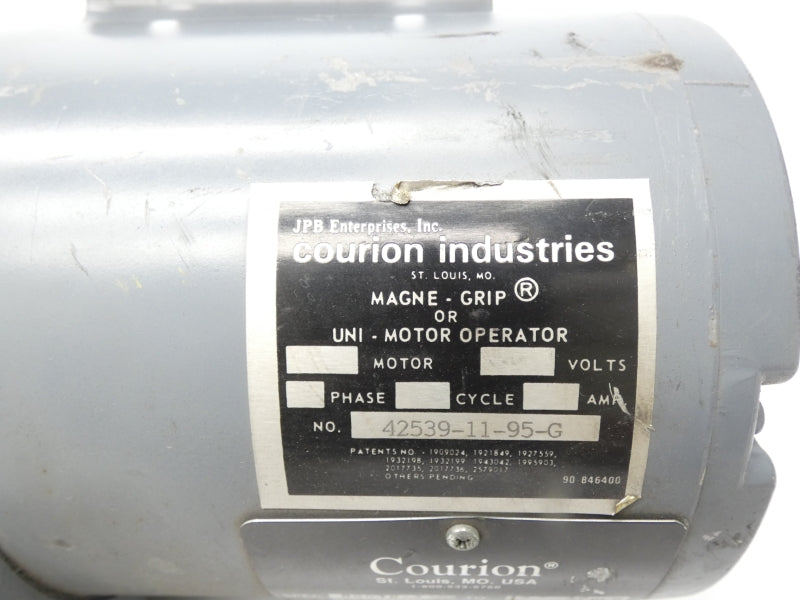 JPB Enterprises, Inc.
courion industries
ST. LOUIS, MO.
MAGNE - GRIP ®
OR
UNI - MOTOR OPERATOR
MOTOR VOLTS
PHASE CYCLE AMP.
NO. 42539-11-95-G
PATENTS NO - 1909024, 1921849, 1927559,
1932198, 1932199 1943042, 1995903,
2017735, 2017736, 2579017
OTHERS PENDING
90 846400
Courion®
St. Louis, MO. USA